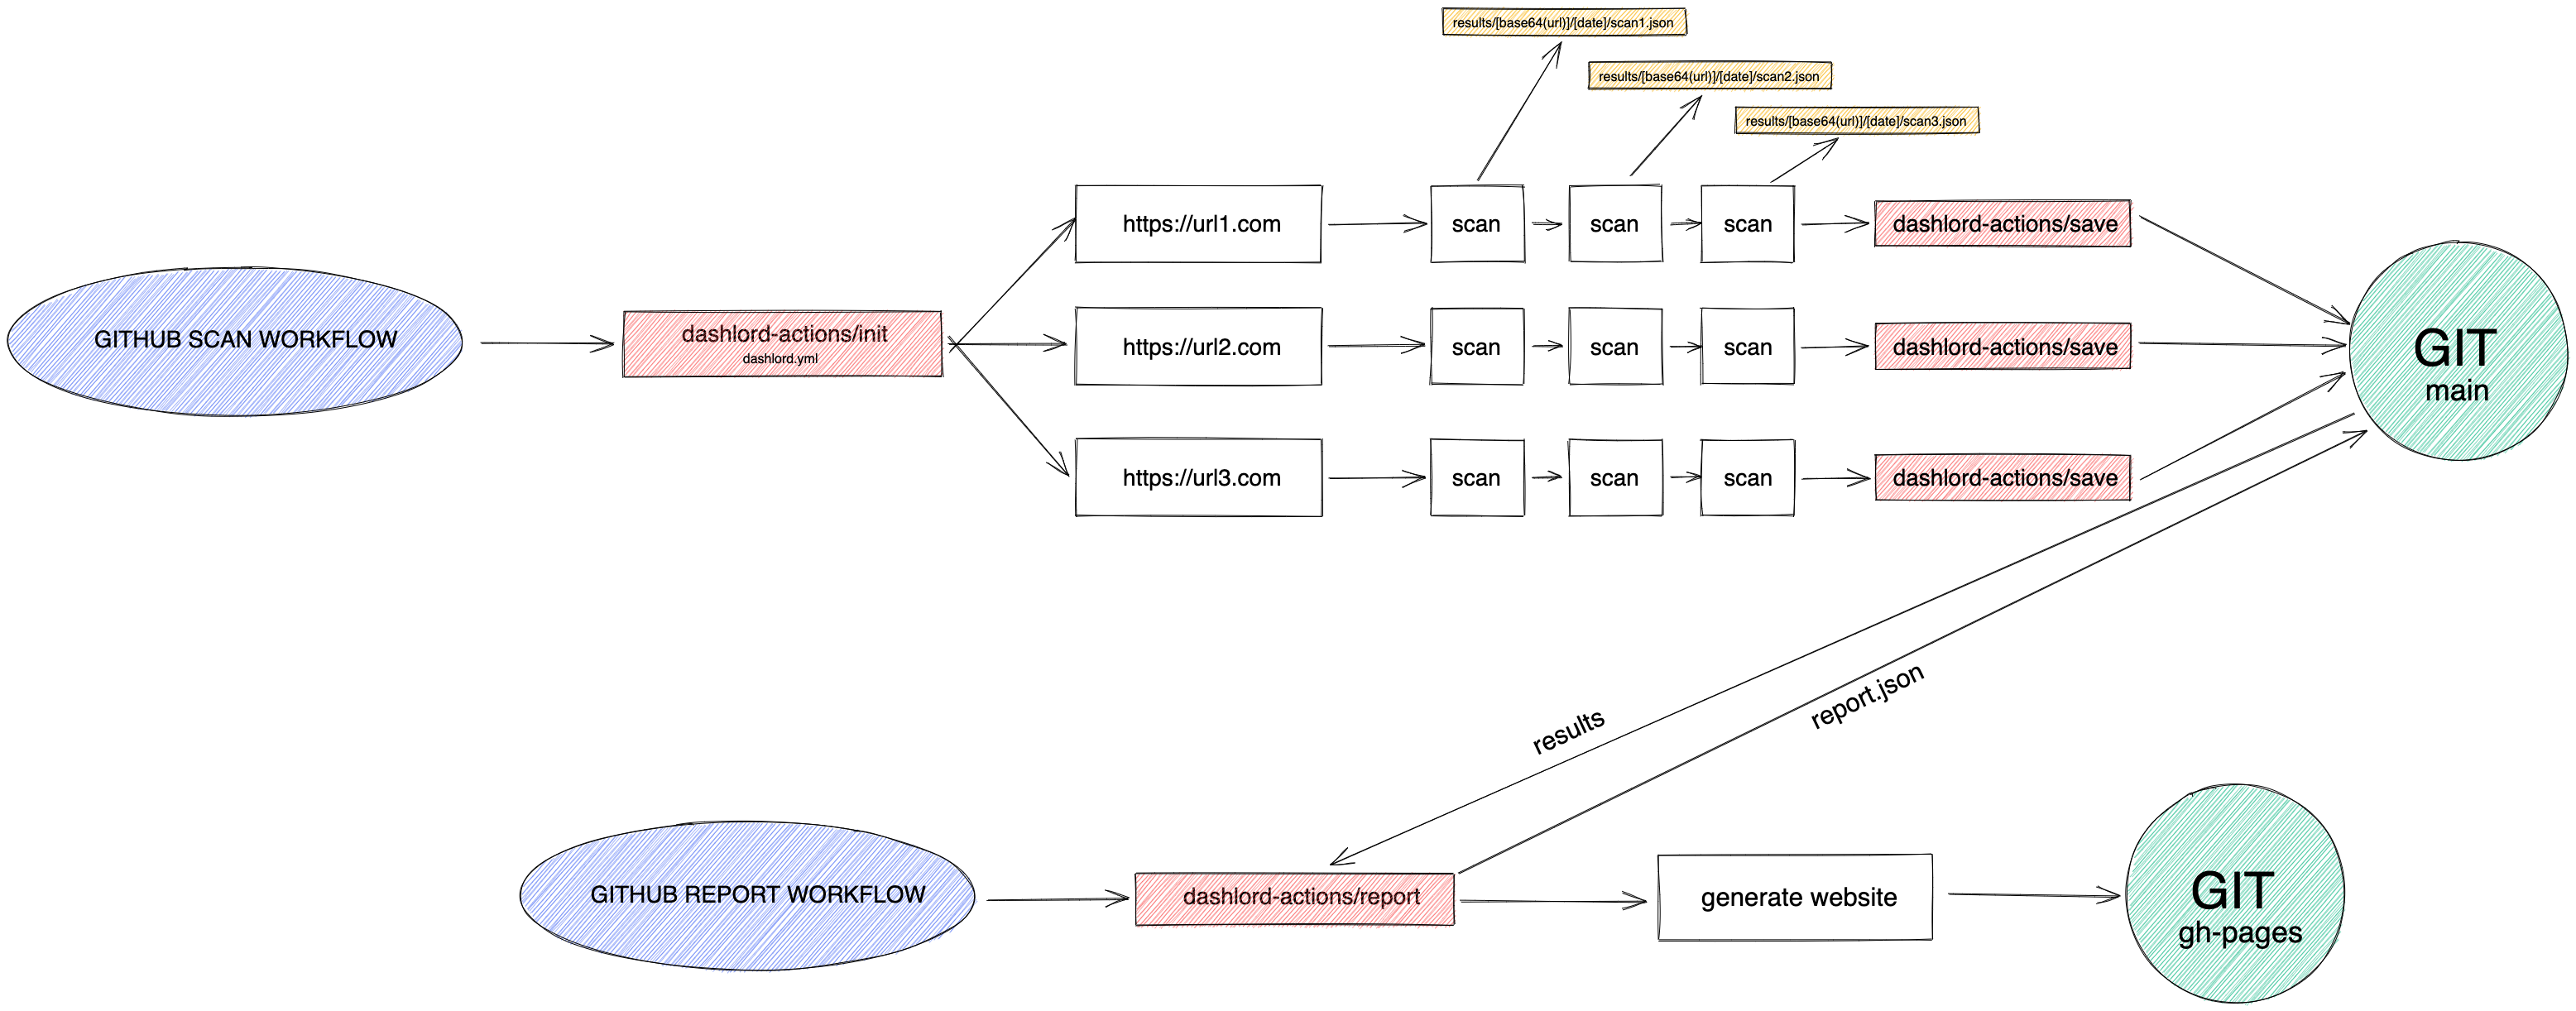 results/[base64(url)]/[date]/scan1.json
results/[base64(url)]/[date]/scan2.json
results/[base64(url)]/[date]/scan3.json
https://url1.com
scan
scan
scan
dashlord-actions/save
GITHUB SCAN WORKFLOW
dashlord-actions/init
dashlord.yml
https://url2.com
scan
scan
scan
dashlord-actions/save
GIT
main
https://url3.com
scan
scan
scan
dashlord-actions/save
results
report.json
GITHUB REPORT WORKFLOW
dashlord-actions/report
generate website
GIT
gh-pages